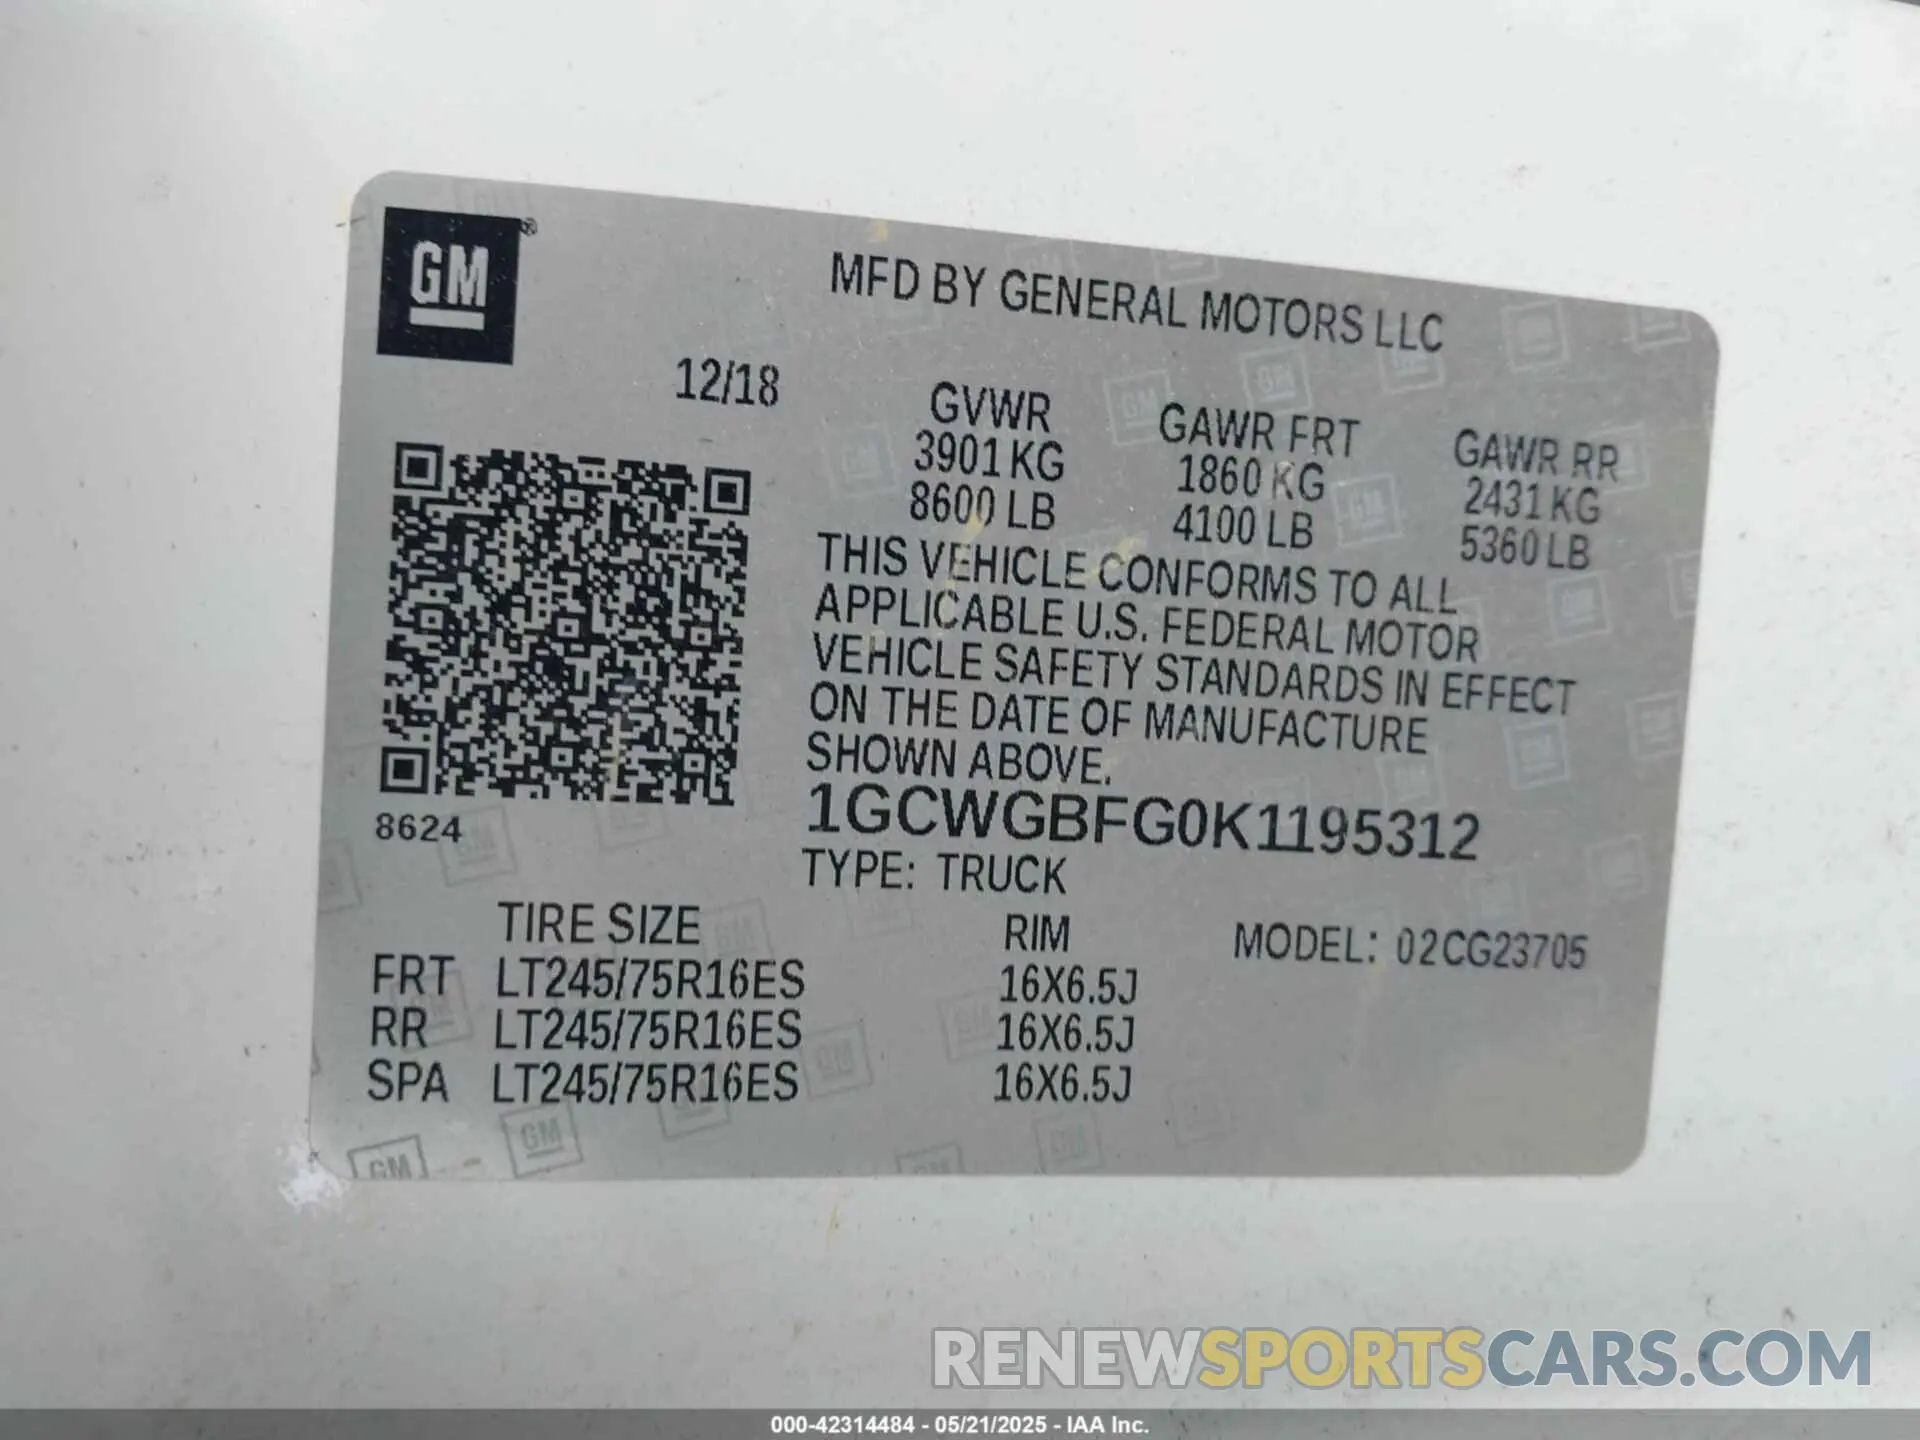 GM®
MFD BY GENERAL MOTORS LLC
12/18
GVWR GAWR FRT GAWR RR
3901 KG 1860 KG 2431 KG
8600 LB 4100 LB 5360 LB
THIS VEHICLE CONFORMS TO ALL
APPLICABLE U.S. FEDERAL MOTOR
VEHICLE SAFETY STANDARDS IN EFFECT
ON THE DATE OF MANUFACTURE
SHOWN ABOVE.
8624
1GCWGBFG0K1195312
TYPE: TRUCK
TIRE SIZE RIM MODEL: 02CG23705
FRT LT245/75R16ES 16X6.5J
RR LT245/75R16ES 16X6.5J
SPA LT245/75R16ES 16X6.5J
RENEWSPORTSCARS.COM
000-42314484 - 05/21/2025 - IAA Inc.